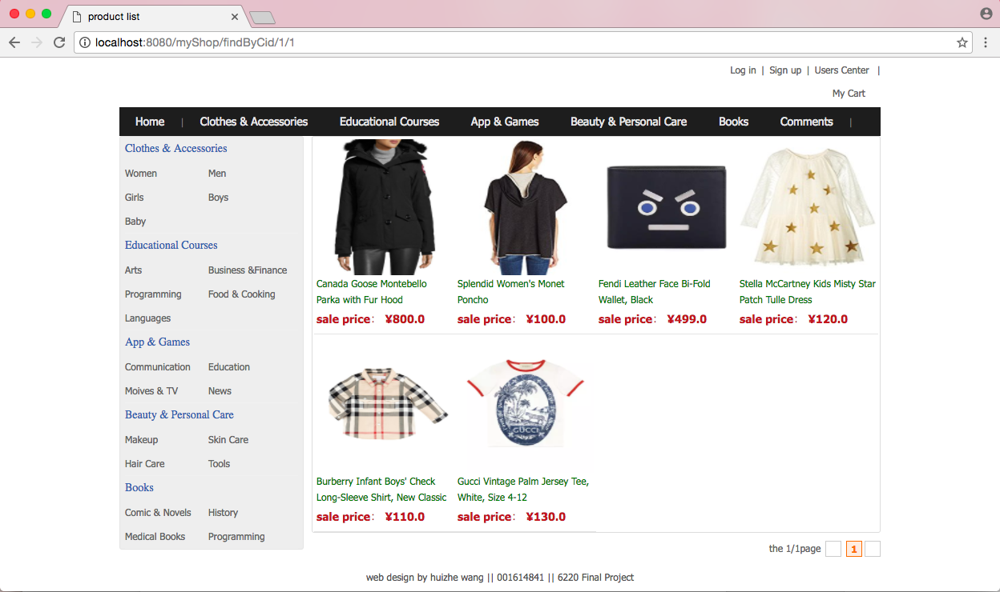 product list
localhost:8080/myShop/findByCid/1/1
Log in | Sign up | Users Center |
My Cart
Home | Clothes & Accessories Educational Courses App & Games Beauty & Personal Care Books Comments |
Clothes & Accessories
Women Men
Girls Boys
Baby
Educational Courses
Arts Business &Finance
Programming Food & Cooking
Languages
App & Games
Communication Education
Moives & TV News
Beauty & Personal Care
Makeup Skin Care
Hair Care Tools
Books
Comic & Novels History
Medical Books Programming
Canada Goose Montebello
Parka with Fur Hood
sale price: ¥800.0
Splendid Women's Monet
Poncho
sale price: ¥100.0
Fendi Leather Face Bi-Fold
Wallet, Black
sale price: ¥499.0
Stella McCartney Kids Misty Star
Patch Tulle Dress
sale price: ¥120.0
Burberry Infant Boys' Check
Long-Sleeve Shirt, New Classic
sale price: ¥110.0
GUCCI
Gucci Vintage Palm Jersey Tee,
White, Size 4-12
sale price: ¥130.0
the 1/1page 1
web design by huizhe wang || 001614841 || 6220 Final Project